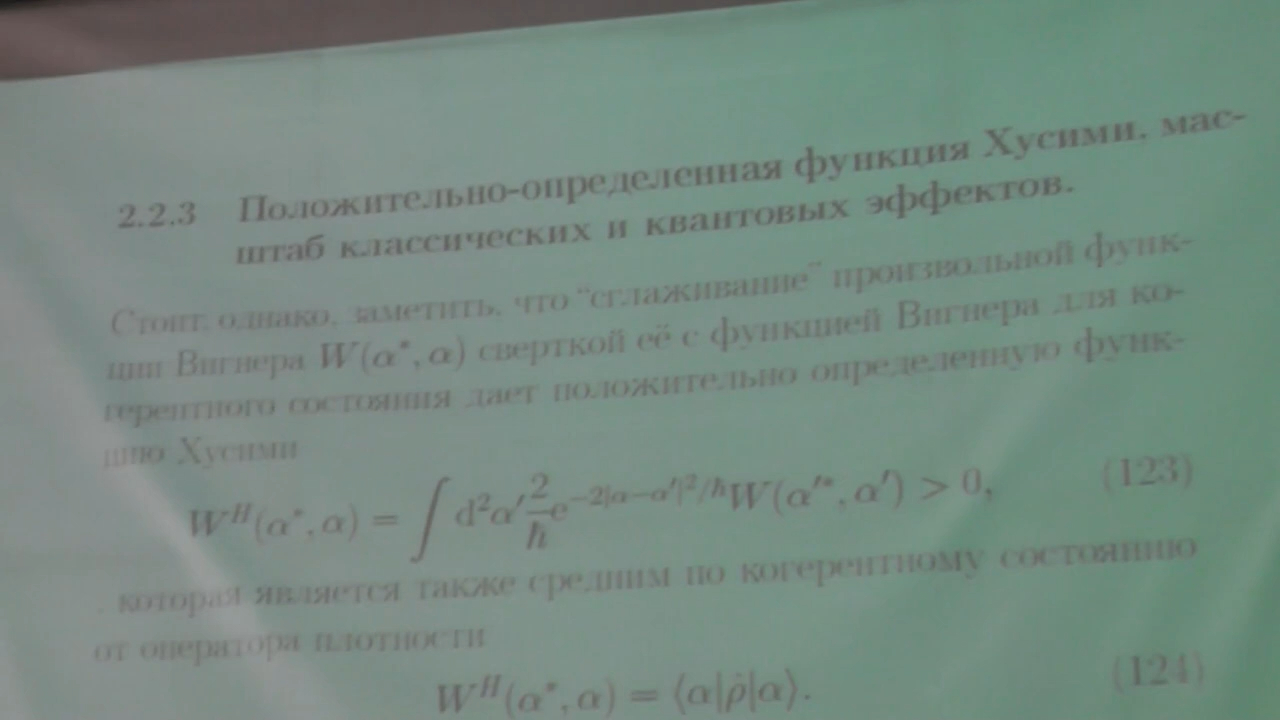 2.2.3 Положительно-определенная функция Хусими, мас-
штаб классических и квантовых эффектов.
Стоит, однако, заметить, что "сглаживание" произвольной функ-
ции Вигнера W(α*, α) сверткой её с функцией Вигнера для ко-
герентного состояния дает положительно определенную функ-
цию Хусими
W^H(α*, α) = ∫ d²α' \frac{2}{ħ} e^{-2|α-α'|²/ħ} W(α'*, α') > 0, (123)
, которая является также средним по когерентному состоянию
от оператора плотности
W^H(α*, α) = ⟨α|ρ̂|α⟩. (124)